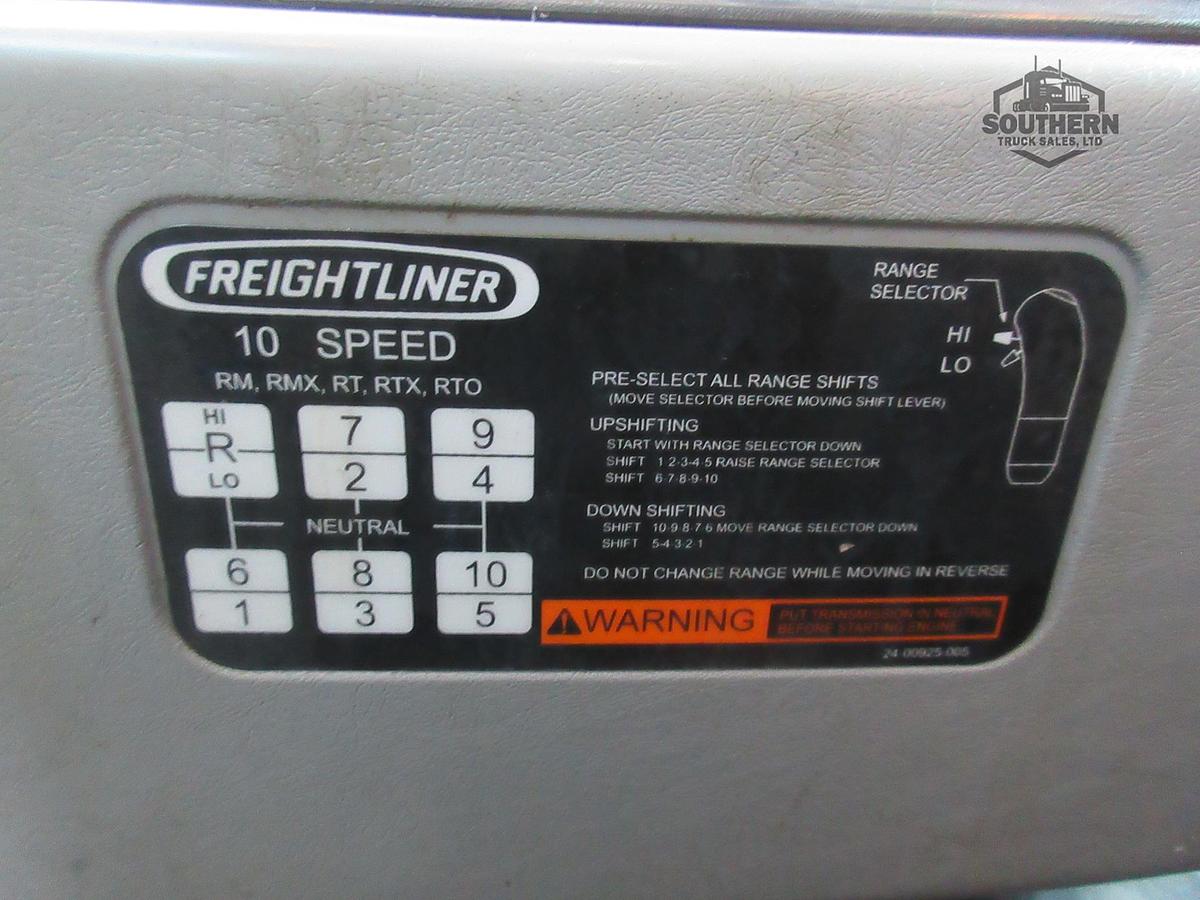 SOUTHERN
TRUCK SALES, LTD
FREIGHTLINER
10 SPEED
RM, RMX, RT, RTX, RTO
HI
R
LO
7
2
9
4
NEUTRAL
6
1
8
3
10
5
RANGE
SELECTOR
HI
LO
PRE-SELECT ALL RANGE SHIFTS
(MOVE SELECTOR BEFORE MOVING SHIFT LEVER)
UPSHIFTING
START WITH RANGE SELECTOR DOWN
SHIFT 1-2-3-4-5 RAISE RANGE SELECTOR
SHIFT 6-7-8-9-10
DOWN SHIFTING
SHIFT 10-9-8-7-6 MOVE RANGE SELECTOR DOWN
SHIFT 5-4-3-2-1
DO NOT CHANGE RANGE WHILE MOVING IN REVERSE
WARNING
PUT TRANSMISSION IN NEUTRAL
BEFORE STARTING ENGINE
24-00925-005